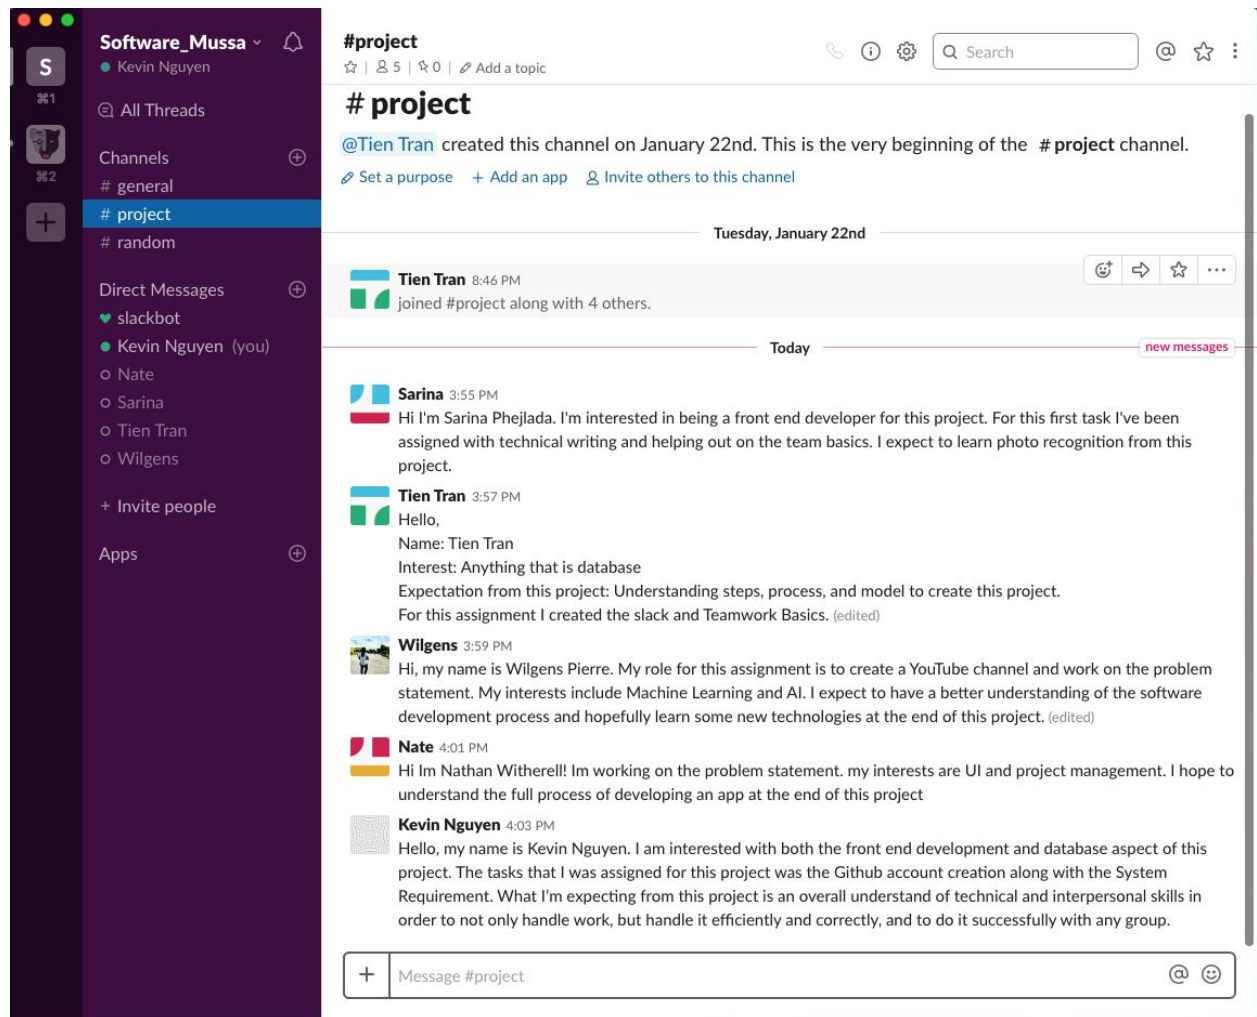 Software_Mussa
Kevin Nguyen
S
⌘1
⌘2
All Threads
Channels
# general
# project
# random
Direct Messages
slackbot
Kevin Nguyen (you)
Nate
Sarina
Tien Tran
Wilgens
+ Invite people
Apps
#project
5 | 0 | Add a topic
Search
# project
@Tien Tran created this channel on January 22nd. This is the very beginning of the # project channel.
Set a purpose + Add an app Invite others to this channel
Tuesday, January 22nd
Tien Tran 8:46 PM
joined #project along with 4 others.
Today
new messages
Sarina 3:55 PM
Hi I'm Sarina Phejlada. I'm interested in being a front end developer for this project. For this first task I've been
assigned with technical writing and helping out on the team basics. I expect to learn photo recognition from this
project.
Tien Tran 3:57 PM
Hello,
Name: Tien Tran
Interest: Anything that is database
Expectation from this project: Understanding steps, process, and model to create this project.
For this assignment I created the slack and Teamwork Basics. (edited)
Wilgens 3:59 PM
Hi, my name is Wilgens Pierre. My role for this assignment is to create a YouTube channel and work on the problem
statement. My interests include Machine Learning and AI. I expect to have a better understanding of the software
development process and hopefully learn some new technologies at the end of this project. (edited)
Nate 4:01 PM
Hi Im Nathan Witherell! Im working on the problem statement. my interests are UI and project management. I hope to
understand the full process of developing an app at the end of this project
Kevin Nguyen 4:03 PM
Hello, my name is Kevin Nguyen. I am interested with both the front end development and database aspect of this
project. The tasks that I was assigned for this project was the Github account creation along with the System
Requirement. What I'm expecting from this project is an overall understand of technical and interpersonal skills in
order to not only handle work, but handle it efficiently and correctly, and to do it successfully with any group.
Message #project